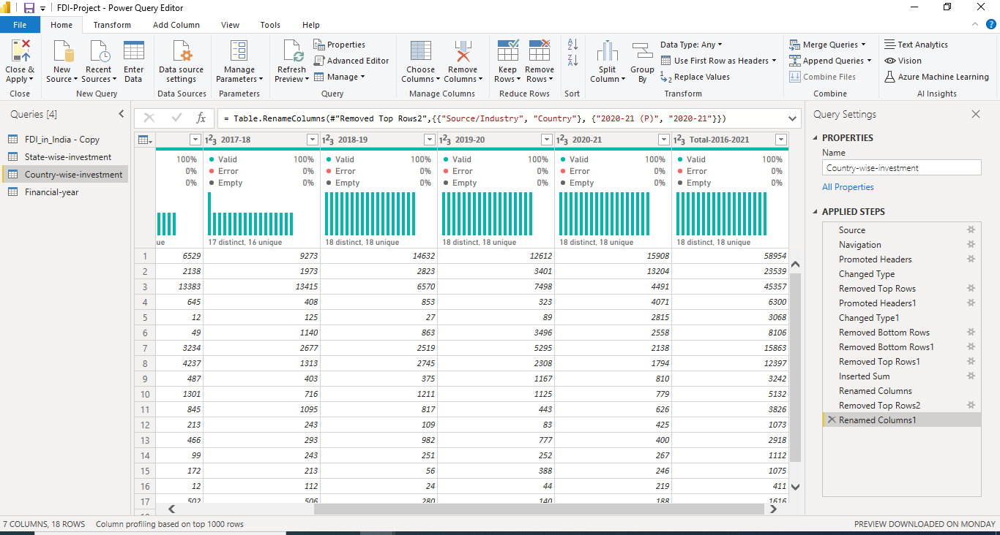 FDI-Project - Power Query Editor
File Home Transform Add Column View Tools Help
Close & Apply
New Source
Recent Sources
Enter Data
Data source settings
Manage Parameters
Refresh Preview
Properties
Advanced Editor
Manage
Choose Columns
Remove Columns
Keep Rows
Remove Rows
A Z
Z A
Split Column
Group By
Data Type: Any
Use First Row as Headers
1 2 Replace Values
Merge Queries
Append Queries
Combine Files
Text Analytics
Vision
Azure Machine Learning
Close New Query Data Sources Parameters Query Manage Columns Reduce Rows Sort Transform Combine AI Insights
Queries [4]
FDI_in_India - Copy
State-wise-investment
Country-wise-investment
Financial-year
fx = Table.RenameColumns(#"Removed Top Rows2",{{"Source/Industry", "Country"}, {"2020-21 (P)", "2020-21"}})
123 2017-18 123 2018-19 123 2019-20 123 2020-21 123 Total-2016-2021
100% Valid 100% Valid 100% Valid 100% Valid 100% Valid 100%
0% Error 0% Error 0% Error 0% Error 0% Error 0%
0% Empty 0% Empty 0% Empty 0% Empty 0% Empty 0%
ue 17 distinct, 16 unique 18 distinct, 18 unique 18 distinct, 18 unique 18 distinct, 18 unique 18 distinct, 18 unique
1 6529 9273 14632 12612 15908 58954
2 2138 1973 2823 3401 13204 23539
3 13383 13415 6570 7498 4491 45357
4 645 408 853 323 4071 6300
5 12 125 27 89 2815 3068
6 49 1140 863 3496 2558 8106
7 3234 2677 2519 5295 2138 15863
8 4237 1313 2745 2308 1794 12397
9 487 403 375 1167 810 3242
10 1301 716 1211 1125 779 5132
11 845 1095 817 443 626 3826
12 213 243 109 83 425 1073
13 466 293 982 777 400 2918
14 99 243 251 252 267 1112
15 172 213 56 388 246 1075
16 12 112 24 44 219 411
17 502 506 280 140 188 1616
Query Settings
PROPERTIES
Name
Country-wise-investment
All Properties
APPLIED STEPS
Source
Navigation
Promoted Headers
Changed Type
Removed Top Rows
Promoted Headers1
Changed Type1
Removed Bottom Rows
Removed Bottom Rows1
Removed Top Rows1
Inserted Sum
Renamed Columns
Removed Top Rows2
Renamed Columns1
7 COLUMNS, 18 ROWS Column profiling based on top 1000 rows
PREVIEW DOWNLOADED ON MONDAY